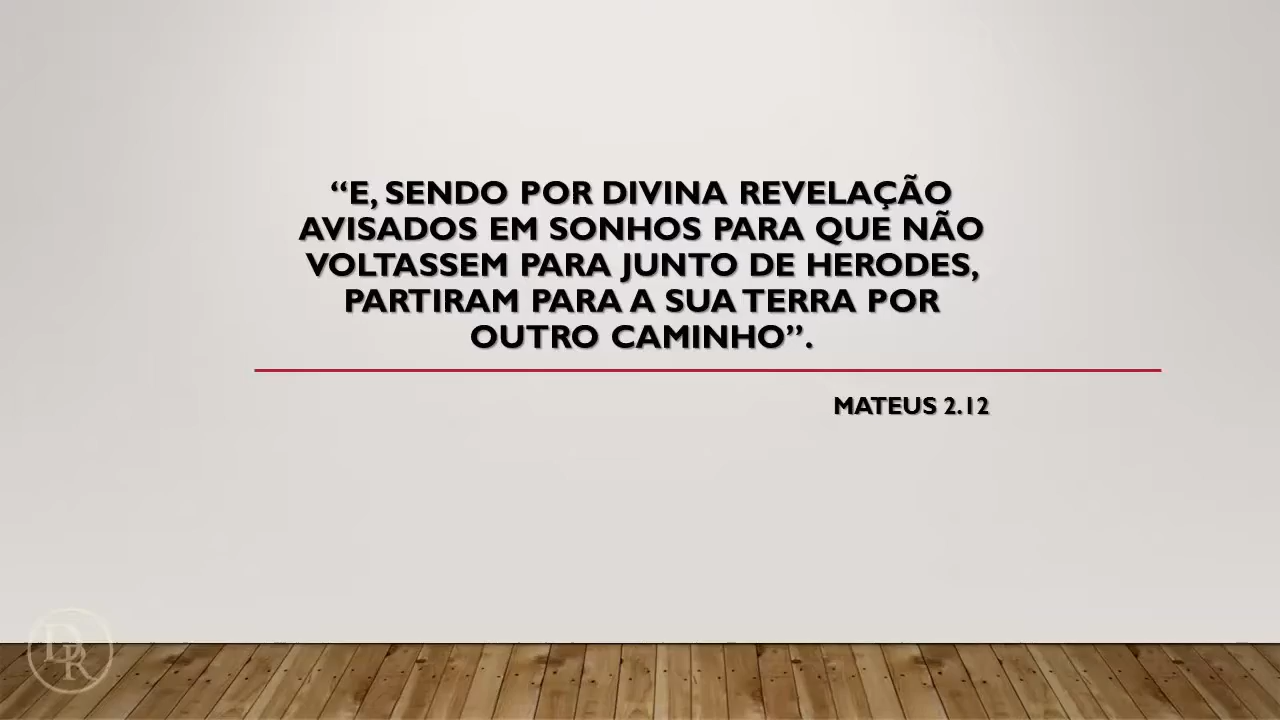 “E, SENDO POR DIVINA REVELAÇÃO
AVISADOS EM SONHOS PARA QUE NÃO
VOLTASSEM PARA JUNTO DE HERODES,
PARTIRAM PARA A SUA TERRA POR
OUTRO CAMINHO”.
MATEUS 2.12
DR